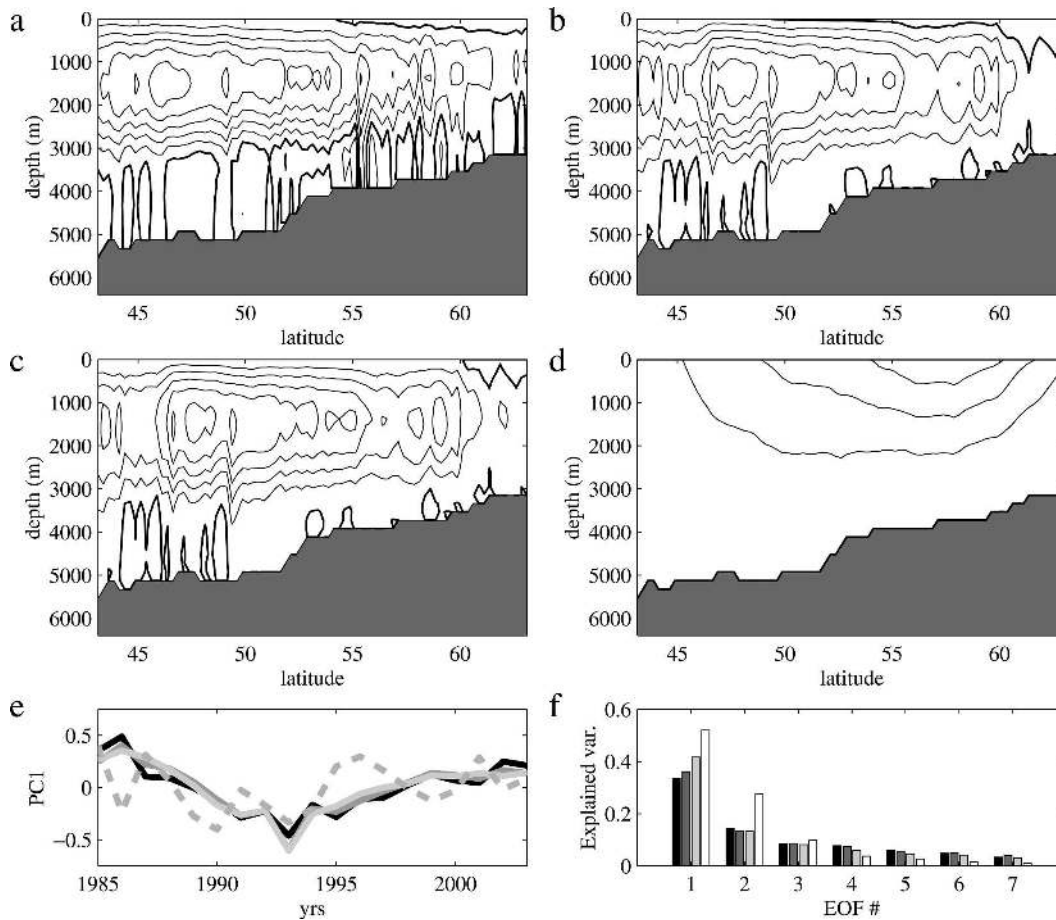 a
0
1000
2000
3000
4000
5000
6000
depth (m)
45 50 55 60
latitude
b
0
1000
2000
3000
4000
5000
6000
depth (m)
45 50 55 60
latitude
c
0
1000
2000
3000
4000
5000
6000
depth (m)
45 50 55 60
latitude
d
0
1000
2000
3000
4000
5000
6000
depth (m)
45 50 55 60
latitude
e
0.5
0
−0.5
PC1
1985 1990 1995 2000
yrs
f
0.6
0.4
0.2
0
Explained var.
1 2 3 4 5 6 7
EOF #